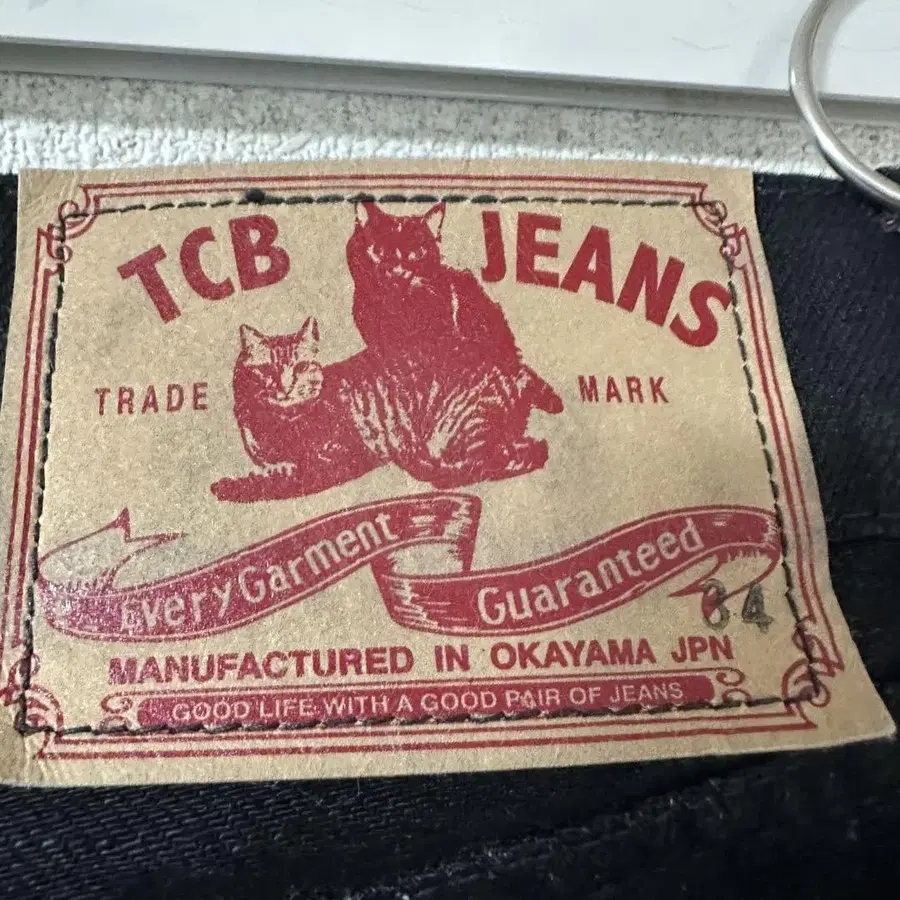 TCB JEANS
TRADE MARK
Every Garment Guaranteed
34
MANUFACTURED IN OKAYAMA JPN
GOOD LIFE WITH A GOOD PAIR OF JEANS